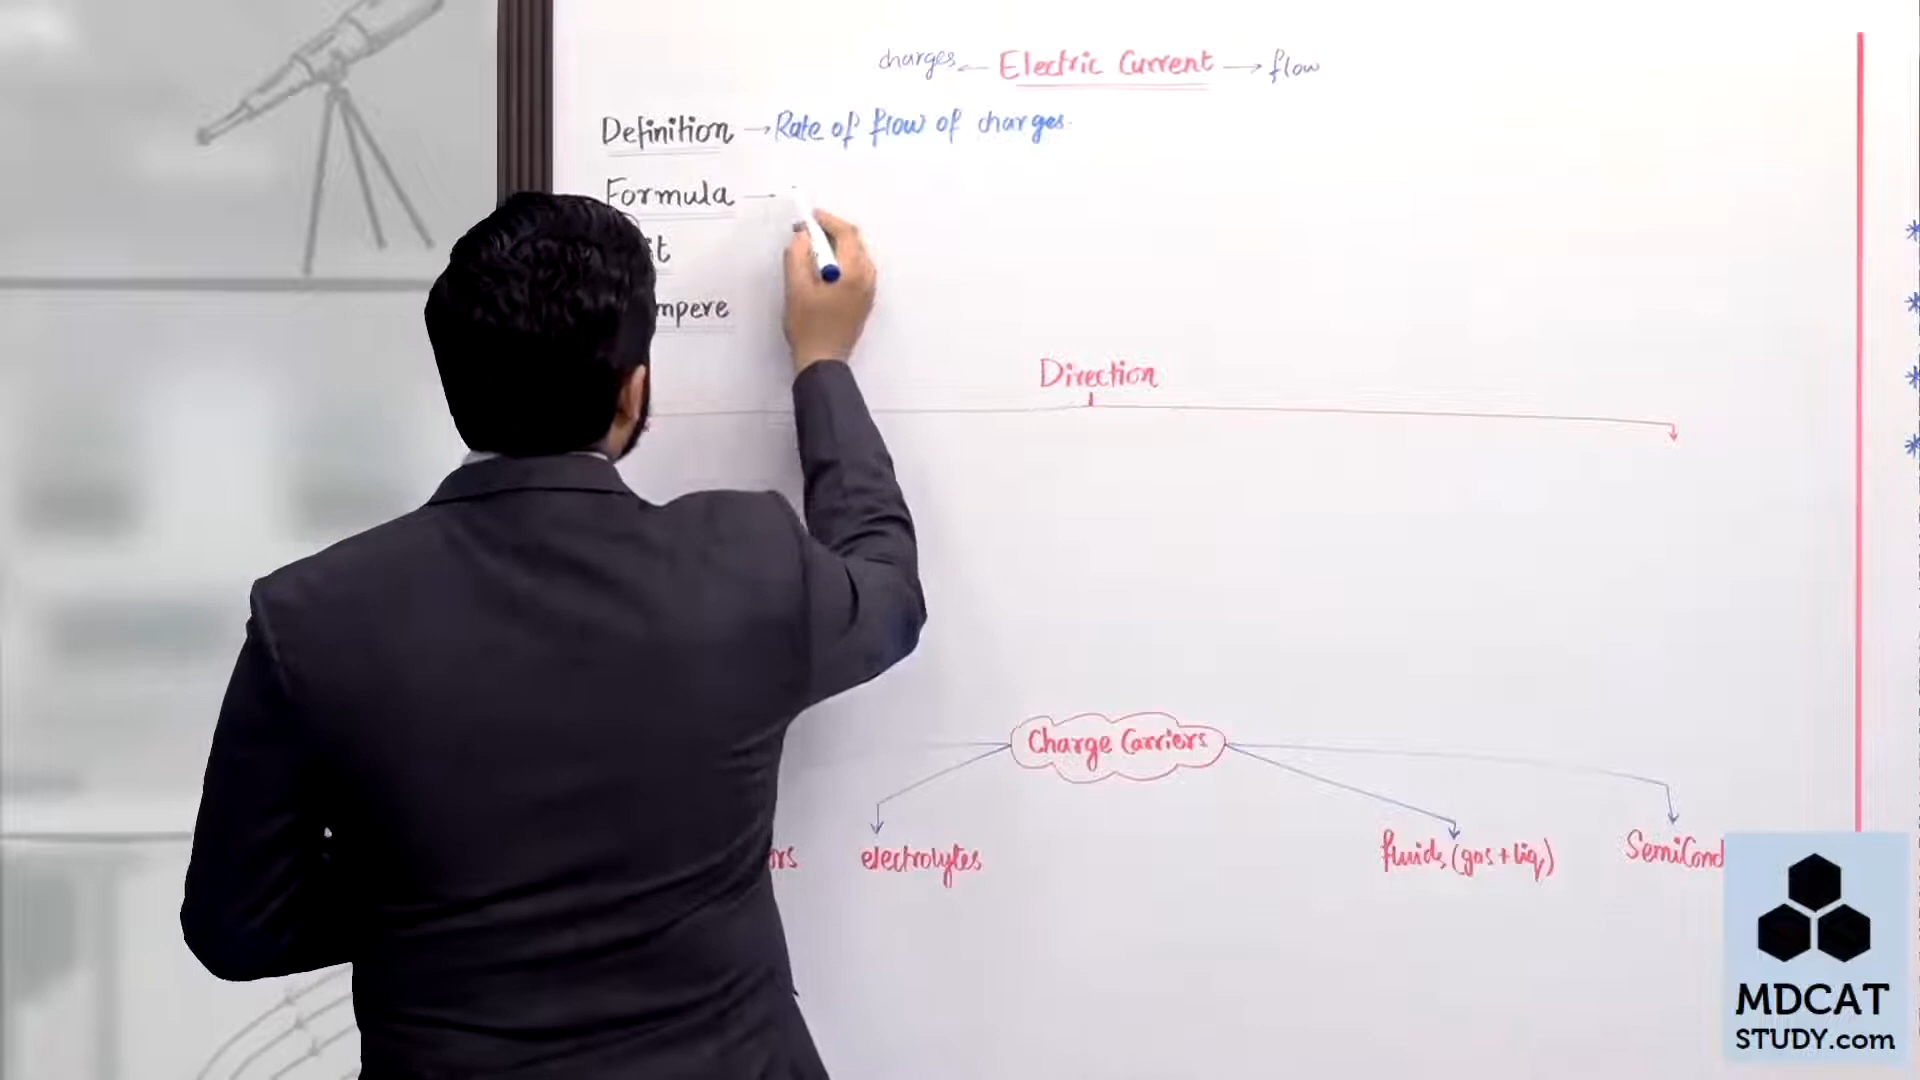 charges ← Electric Current → flow
Definition → Rate of flow of charges.
Formula →
Direction
Charge Carriers
electrolytes
fluids (gas + liq)
SemiCond
MDCAT
STUDY.com